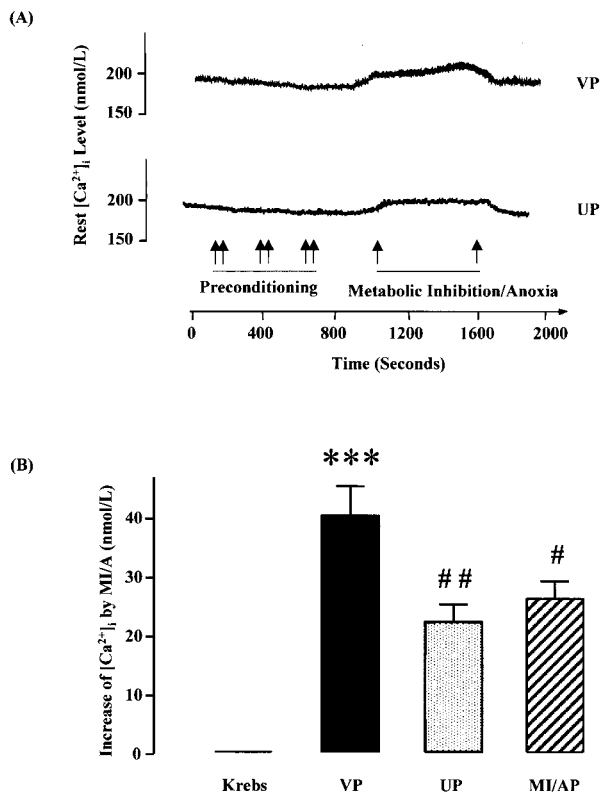 (A)
Rest [Ca2+]i Level (nmol/L)
200
150
VP
200
150
UP
Preconditioning
Metabolic Inhibition/Anoxia
0
400
800
1200
1600
2000
Time (Seconds)
(B)
Increase of [Ca2+]i by MI/A (nmol/L)
40
30
20
10
0
***
# #
#
Krebs
VP
UP
MI/AP